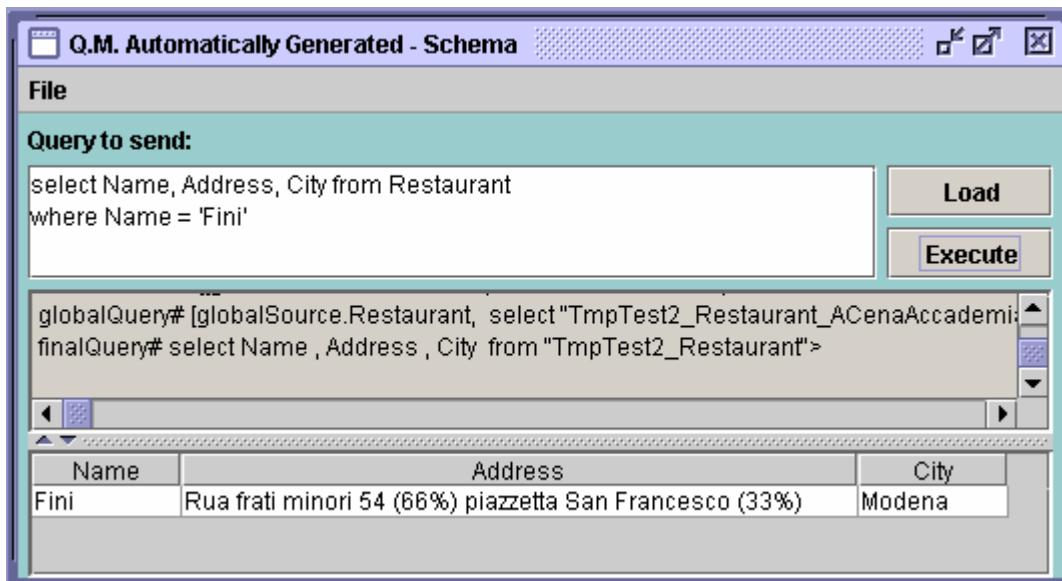 Q.M. Automatically Generated - Schema
File
Query to send:
select Name, Address, City from Restaurant
where Name = 'Fini'
Load
Execute
globalQuery# [globalSource.Restaurant, select "TmpTest2_Restaurant_ACenaAccademi
finalQuery# select Name , Address , City from "TmpTest2_Restaurant">
Name Address City
Fini Rua frati minori 54 (66%) piazzetta San Francesco (33%) Modena